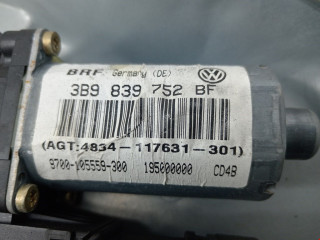 BRF Germany (DE)
3B9 839 752 BF
(AGT:4834-117631-301)
9700-105559-300 195000000 CD4B